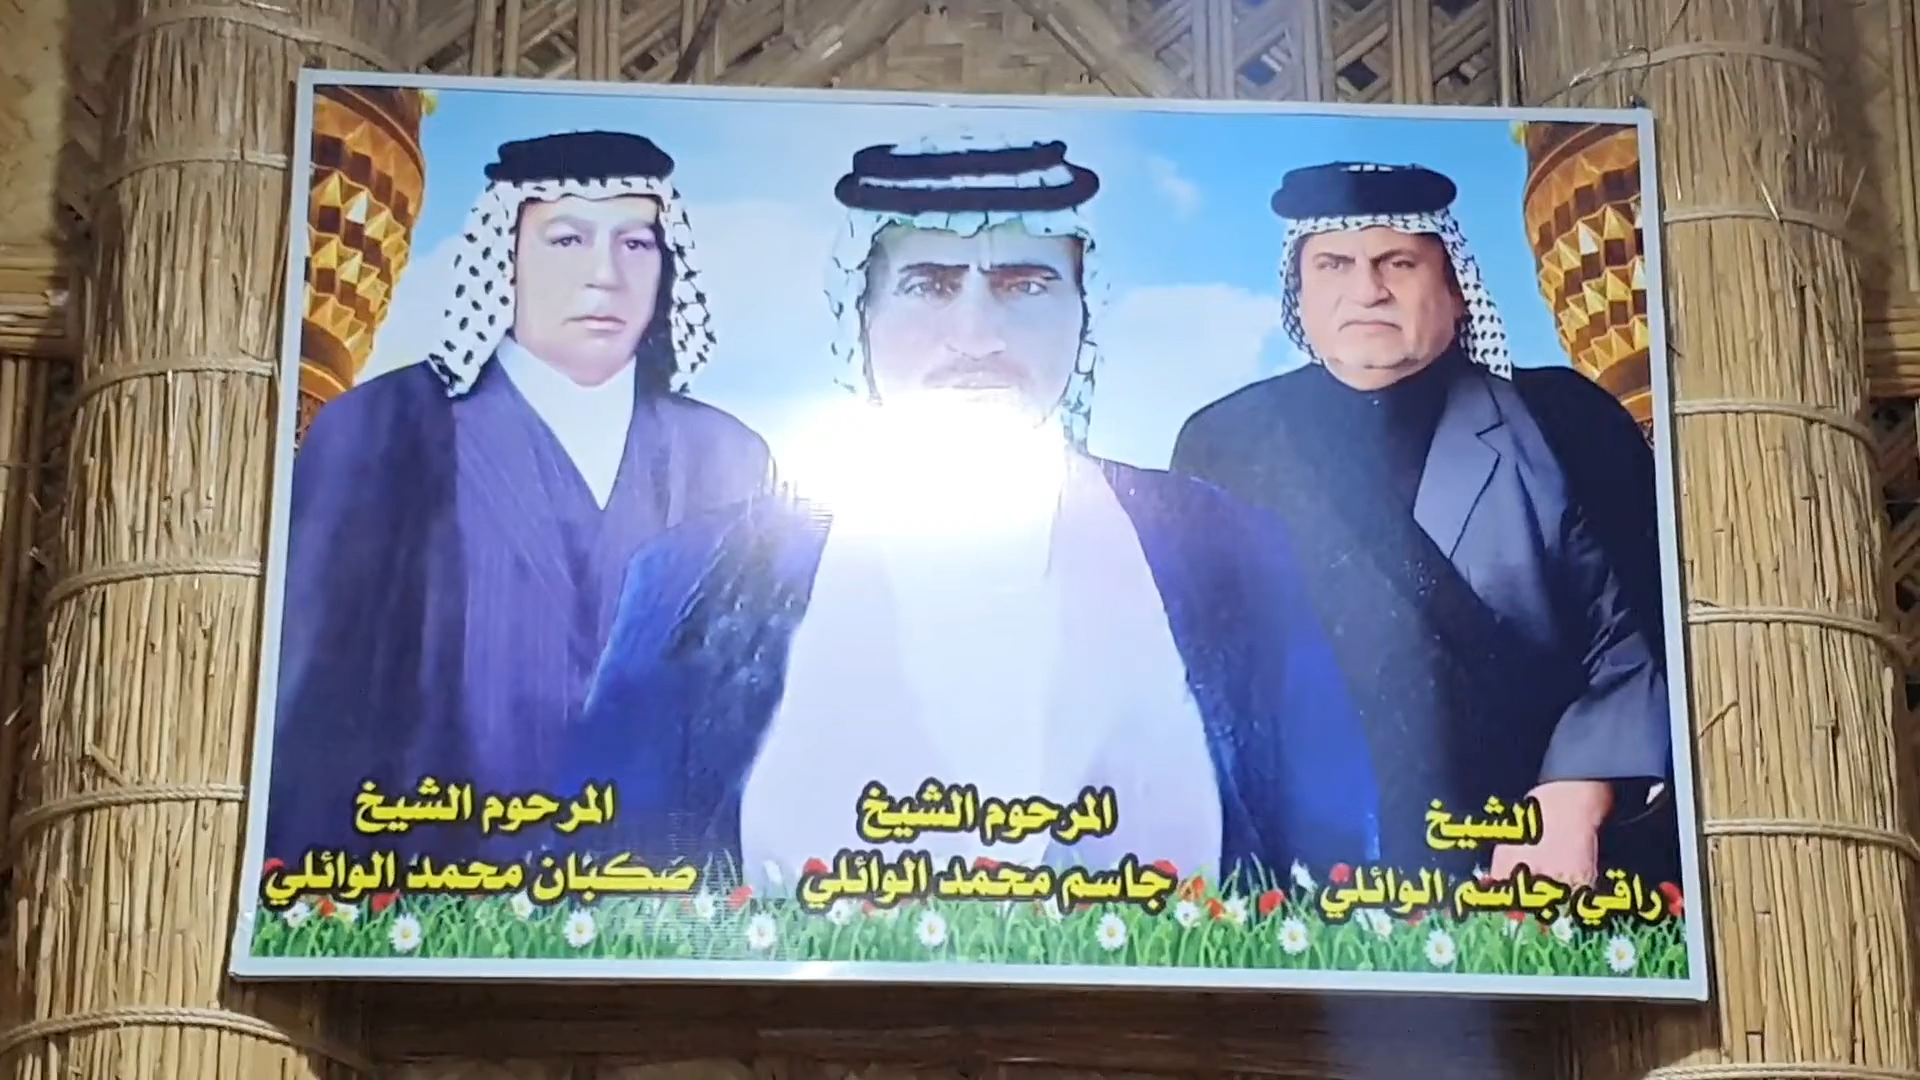 المرحوم الشيخ
صكبان محمد الوائلي
المرحوم الشيخ
جاسم محمد الوائلي
الشيخ
راقي جاسم الوائلي